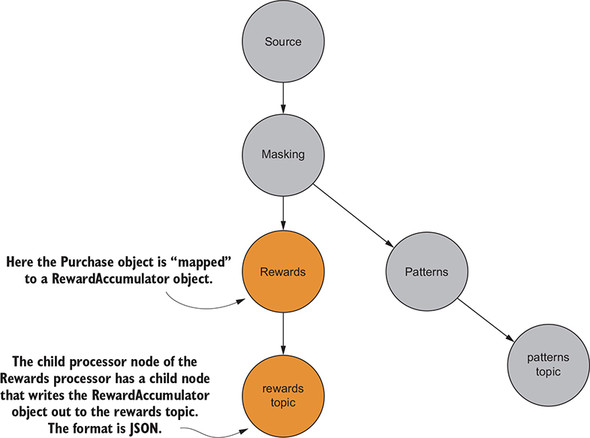 Source
Masking
Here the Purchase object is “mapped”
to a RewardAccumulator object.
Rewards
Patterns
The child processor node of the
Rewards processor has a child node
that writes the RewardAccumulator
object out to the rewards topic.
The format is JSON.
rewards
topic
patterns
topic